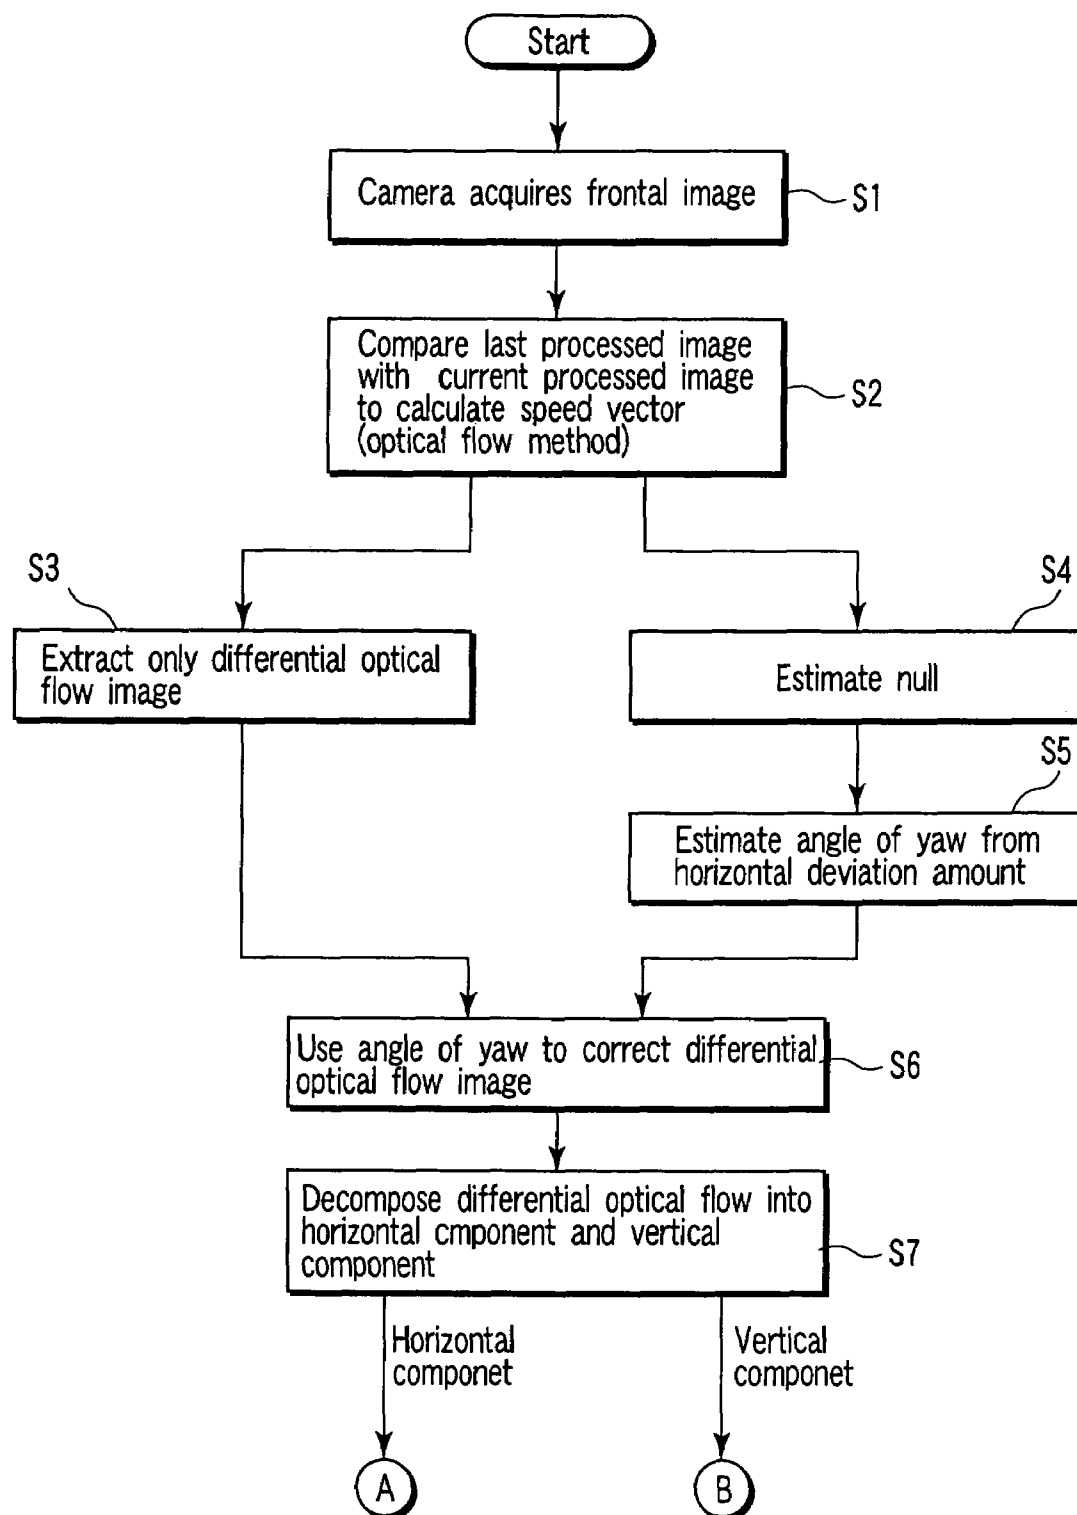 Start
Camera acquires frontal image
S1
Compare last processed image
with current processed image
to calculate speed vector
(optical flow method)
S2
S3
Extract only differential optical
flow image
S4
Estimate null
S5
Estimate angle of yaw from
horizontal deviation amount
Use angle of yaw to correct differential
optical flow image
S6
Decompose differential optical flow into
horizontal cmponent and vertical
component
S7
Horizontal
componet
Vertical
componet
A
B